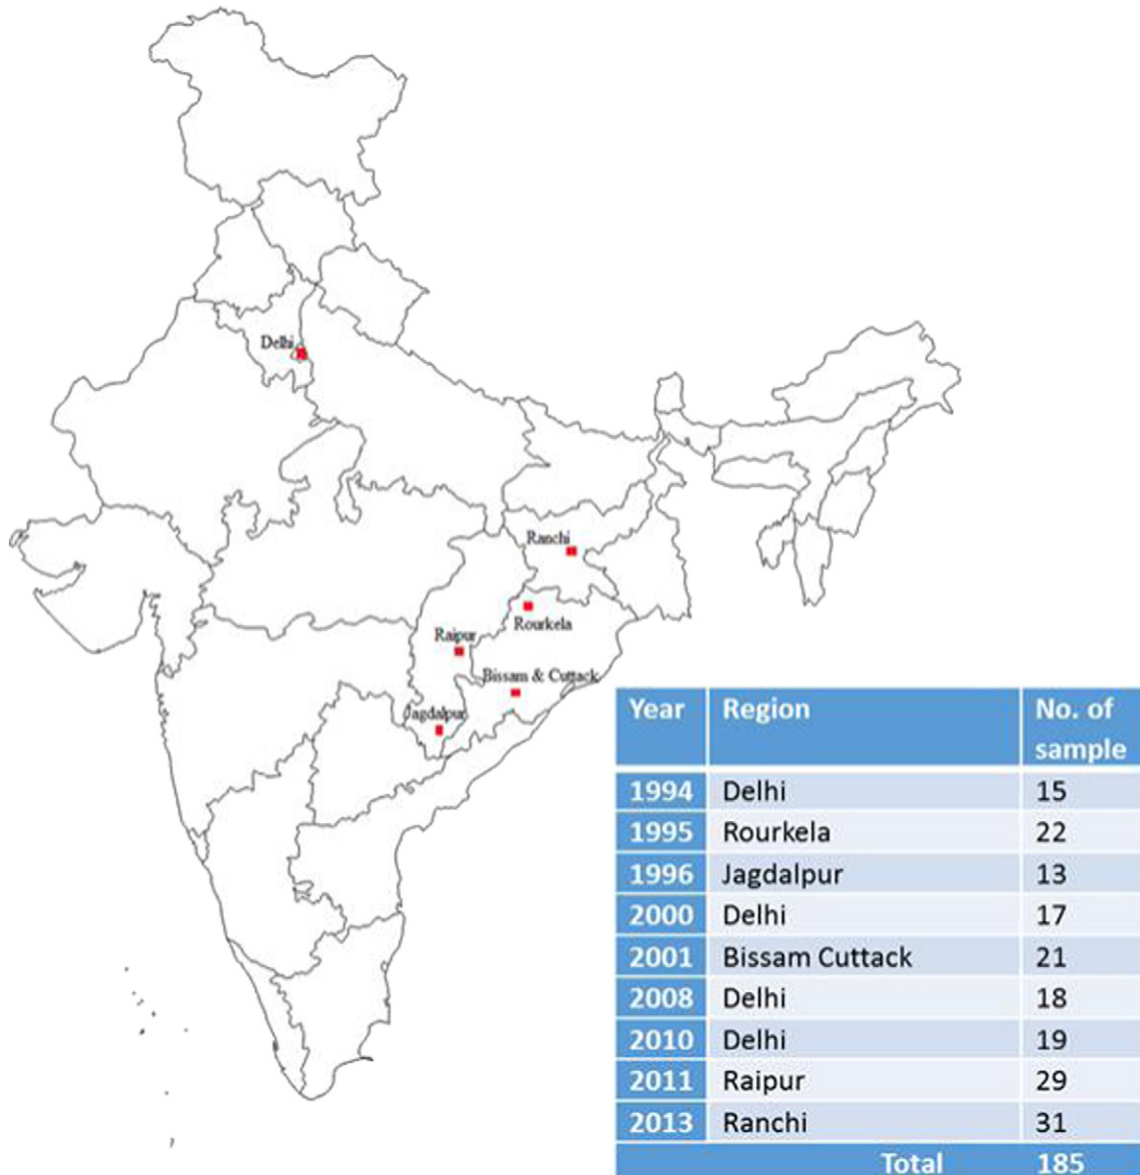 Delhi
Ranchi
Rourkela
Raipur
Bissam & Cuttack
Jagdalpur
Year Region No. of
sample
1994 Delhi 15
1995 Rourkela 22
1996 Jagdalpur 13
2000 Delhi 17
2001 Bissam Cuttack 21
2008 Delhi 18
2010 Delhi 19
2011 Raipur 29
2013 Ranchi 31
Total 185